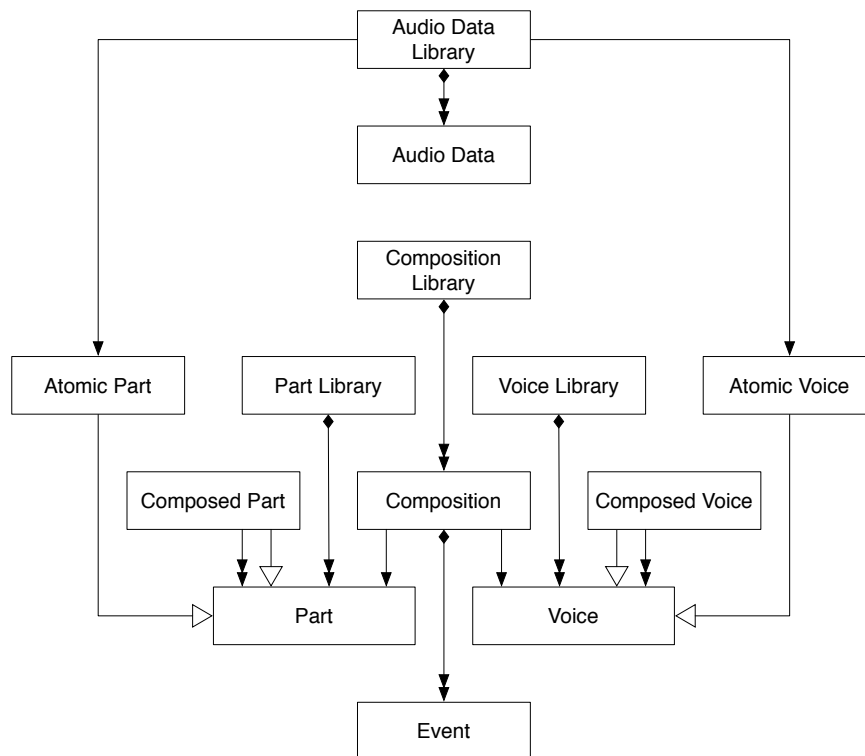 Audio Data
Library
Audio Data
Composition
Library
Atomic Part
Part Library
Voice Library
Atomic Voice
Composed Part
Composition
Composed Voice
Part
Voice
Event